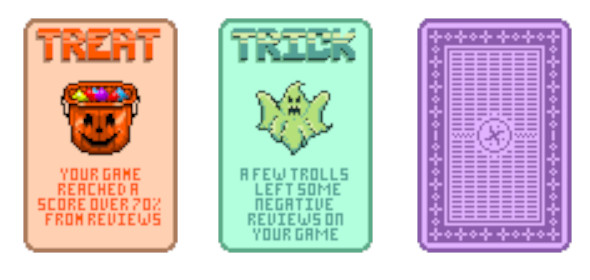 TREAT
YOUR GAME
REACHED A
SCORE OVER 70%
FROM REVIEWS
TRICK
A FEW TROLLS
LEFT SOME
NEGATIVE
REVIEWS ON
YOUR GAME